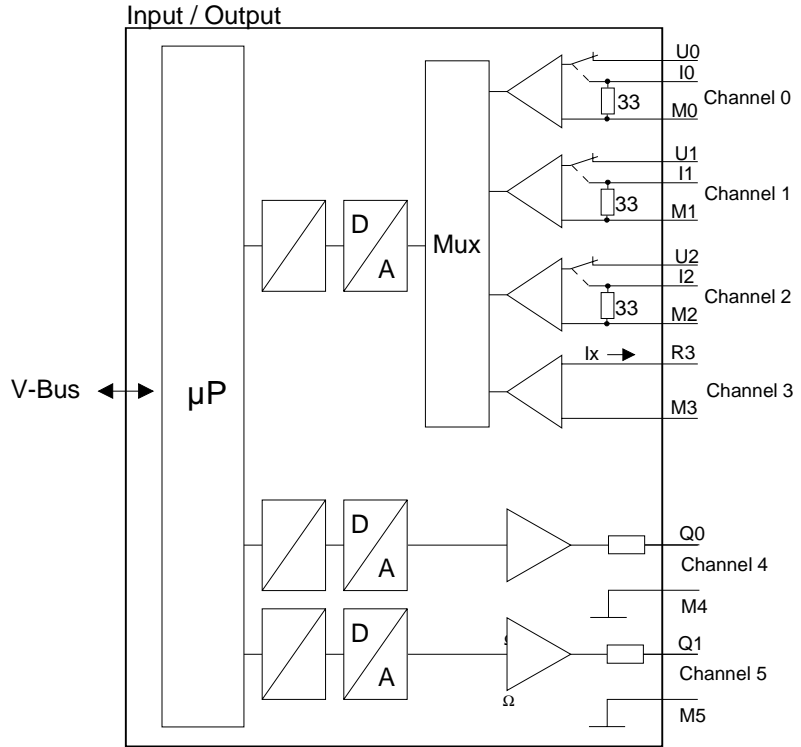 Input / Output
U0
I0
33
Channel 0
M0
U1
I1
33
Channel 1
M1
D
A
Mux
U2
I2
33
Channel 2
M2
Ix
R3
V-Bus
µP
Channel 3
M3
D
A
Q0
Channel 4
M4
D
A
Q1
Channel 5
Ω
M5